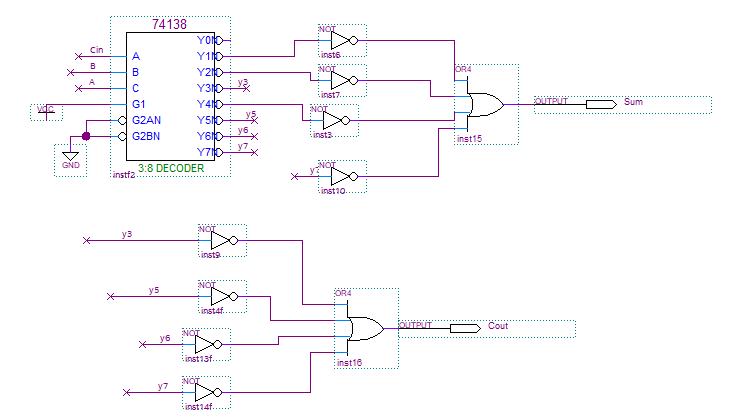 74138
Cin
A
Y0N
Y1N
B
B
Y2N
A
C
Y3N
y3
VCC
G1
Y4N
G2AN
Y5N
y5
G2BN
Y6N
y6
Y7N
y7
GND
3:8 DECODER
instf2
NOT
inst6
NOT
inst7
NOT
inst3
NOT
inst10
OR4
inst15
OUTPUT
Sum
y3
NOT
inst9
y5
NOT
inst4f
y6
NOT
inst13f
y7
NOT
inst14f
OR4
inst16
OUTPUT
Cout